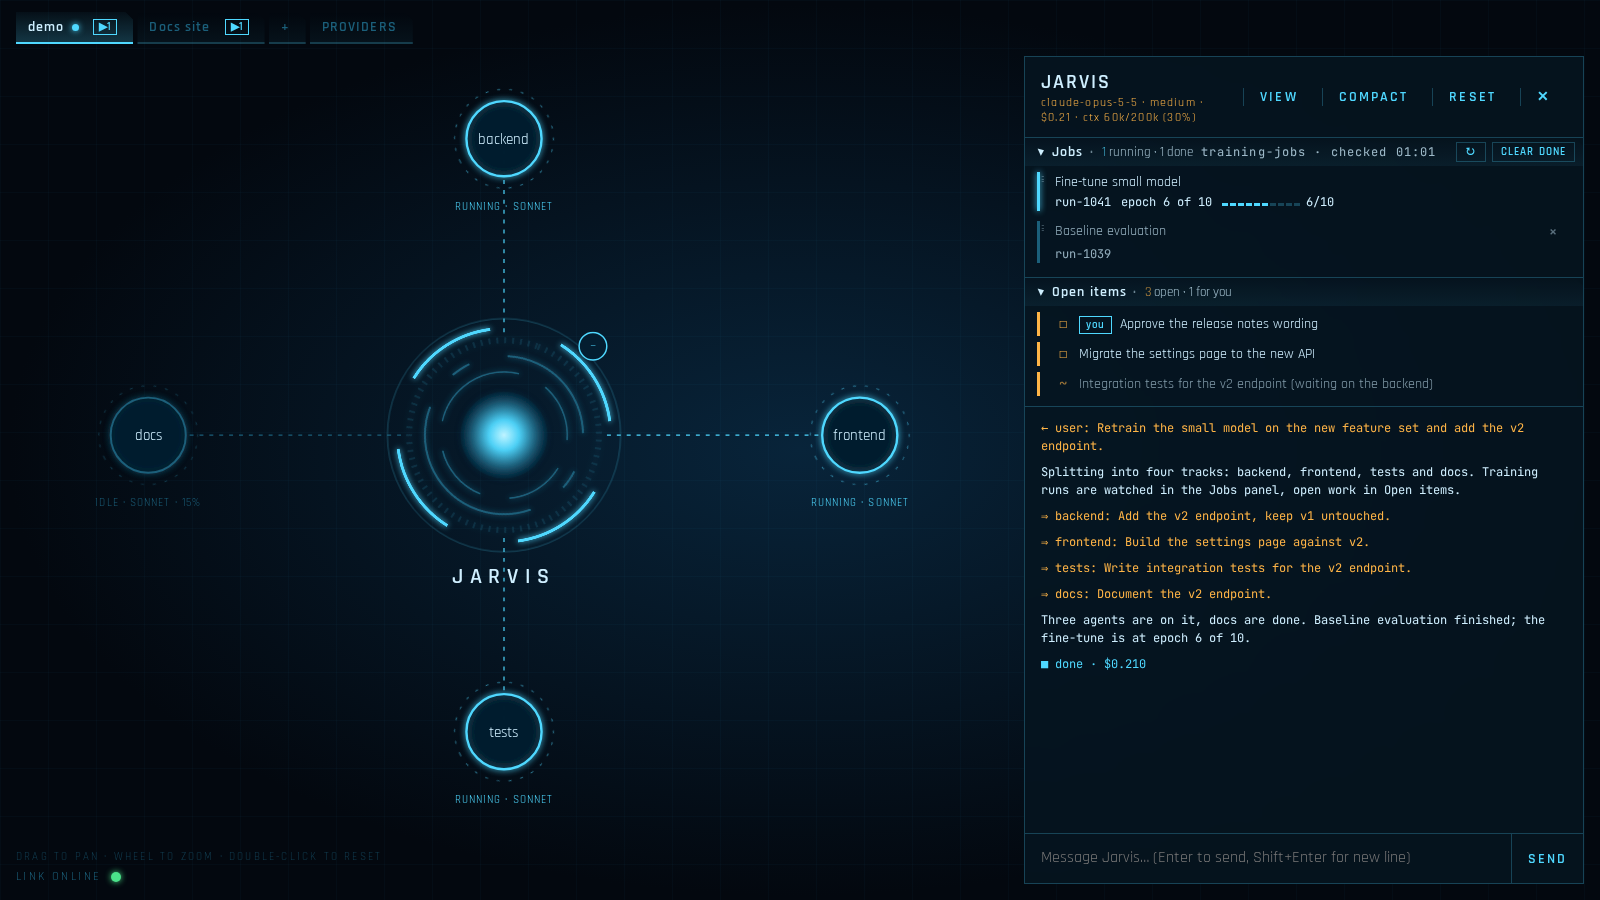 demo ▶1 Docs site ▶1 + PROVIDERS
backend
RUNNING · SONNET
docs
IDLE · SONNET · 15%
frontend
RUNNING · SONNET
JARVIS
tests
RUNNING · SONNET
DRAG TO PAN · WHEEL TO ZOOM · DOUBLE-CLICK TO RESET
LINK ONLINE
JARVIS
claude-opus-5-5 · medium ·
$0.21 · ctx 60k/200k (30%)
VIEW COMPACT RESET ×
▼ Jobs · 1 running · 1 done training-jobs · checked 01:01 ↻ CLEAR DONE
Fine-tune small model
run-1041 epoch 6 of 10 6/10
Baseline evaluation ×
run-1039
▼ Open items · 3 open · 1 for you
□ you Approve the release notes wording
□ Migrate the settings page to the new API
~ Integration tests for the v2 endpoint (waiting on the backend)
← user: Retrain the small model on the new feature set and add the v2
endpoint.
Splitting into four tracks: backend, frontend, tests and docs. Training
runs are watched in the Jobs panel, open work in Open items.
⇒ backend: Add the v2 endpoint, keep v1 untouched.
⇒ frontend: Build the settings page against v2.
⇒ tests: Write integration tests for the v2 endpoint.
⇒ docs: Document the v2 endpoint.
Three agents are on it, docs are done. Baseline evaluation finished; the
fine-tune is at epoch 6 of 10.
■ done · $0.210
Message Jarvis... (Enter to send, Shift+Enter for new line) SEND